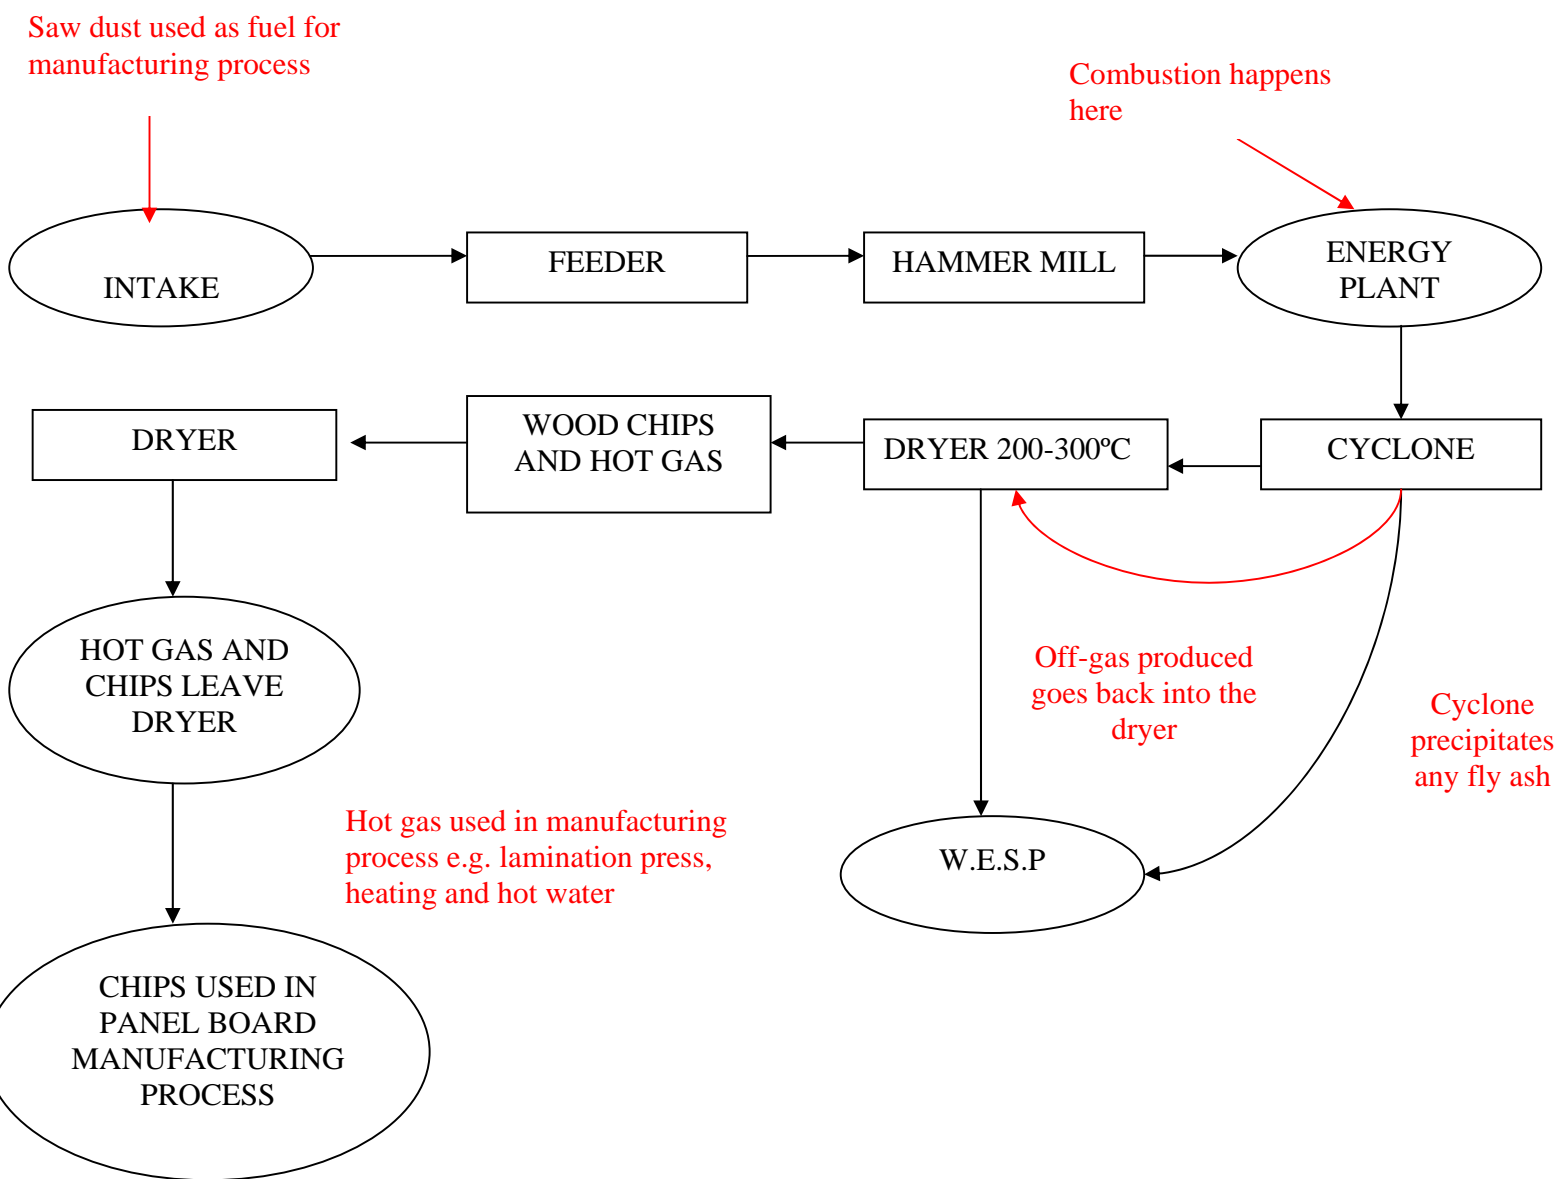 Saw dust used as fuel for
manufacturing process
Combustion happens
here
INTAKE
FEEDER
HAMMER MILL
ENERGY
PLANT
DRYER
WOOD CHIPS
AND HOT GAS
DRYER 200-300ºC
CYCLONE
HOT GAS AND
CHIPS LEAVE
DRYER
Off-gas produced
goes back into the
dryer
Cyclone
precipitates
any fly ash
Hot gas used in manufacturing
process e.g. lamination press,
heating and hot water
W.E.S.P
CHIPS USED IN
PANEL BOARD
MANUFACTURING
PROCESS